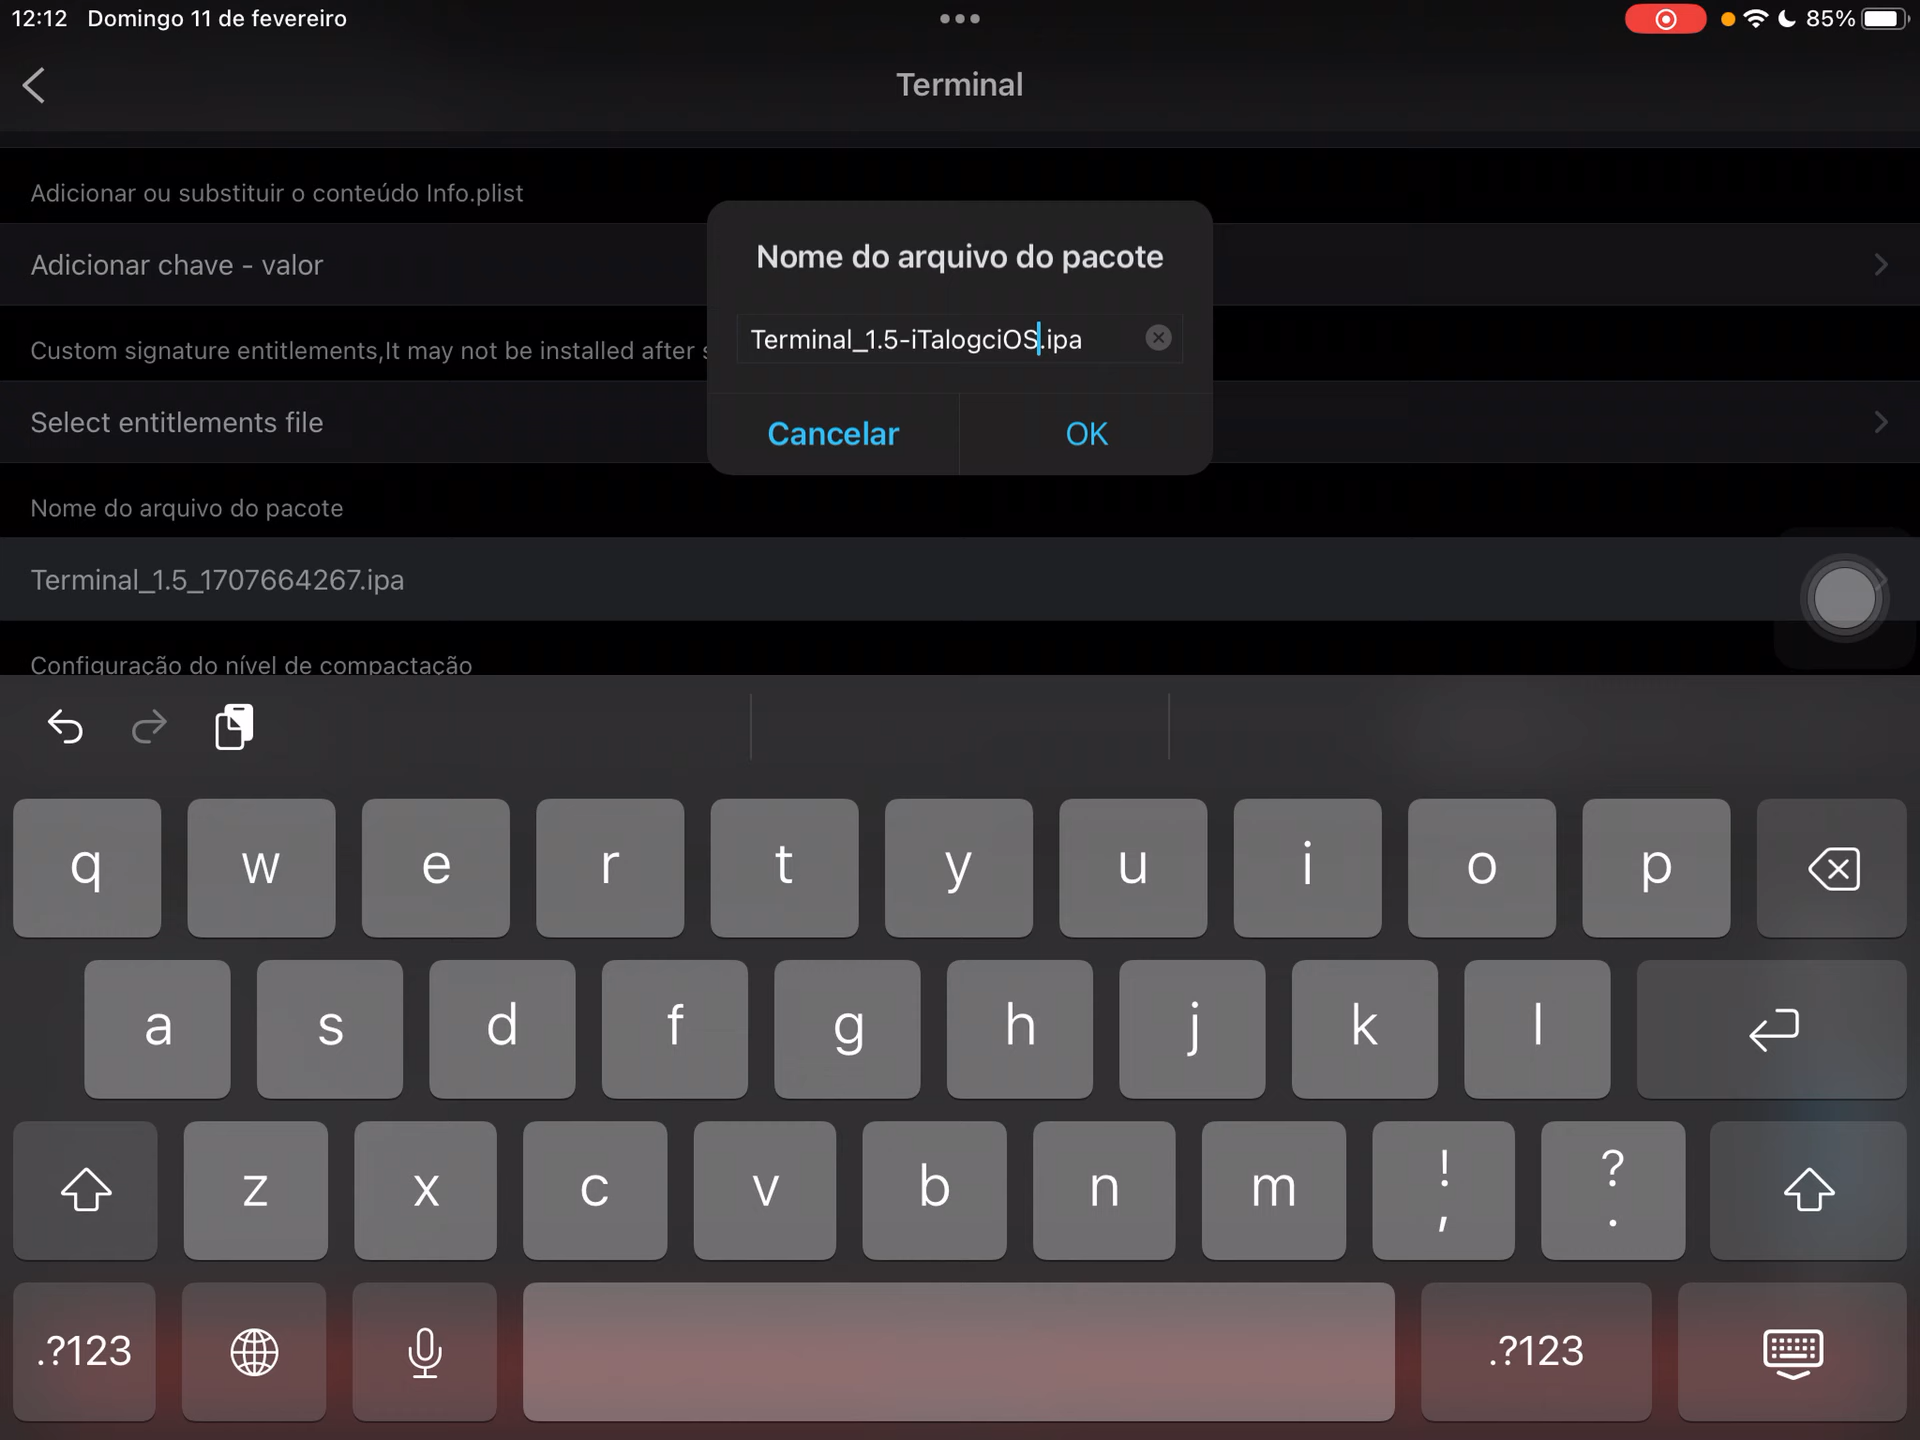 12:12 Domingo 11 de fevereiro
85%
Terminal
Adicionar ou substituir o conteúdo Info.plist
Adicionar chave - valor
Custom signature entitlements,It may not be installed after s
Select entitlements file
Nome do arquivo do pacote
Terminal_1.5_1707664267.ipa
Configuração do nível de compactação
Nome do arquivo do pacote
Terminal_1.5-iTalogciOS.ipa
Cancelar OK
q w e r t y u i o p
a s d f g h j k l
z x c v b n m ! , ? .
.?123 .?123